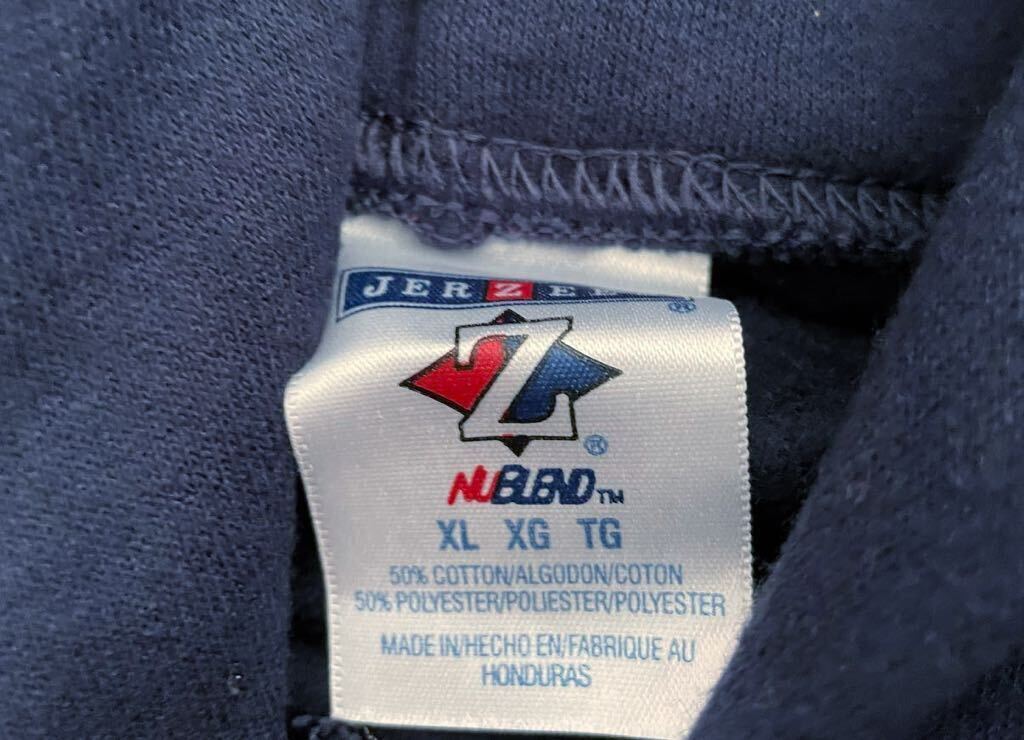 JERZEES ®
Z ®
NUBLEND™
XL XG TG
50% COTTON/ALGODON/COTON
50% POLYESTER/POLIESTER/POLYESTER
MADE IN/HECHO EN/FABRIQUE AU
HONDURAS